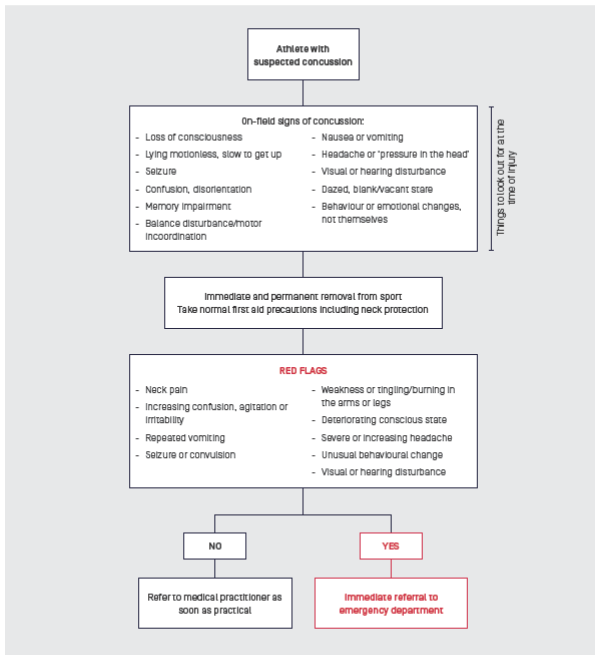 Athlete with
suspected concussion
On-field signs of concussion:
- Loss of consciousness
- Lying motionless, slow to get up
- Seizure
- Confusion, disorientation
- Memory impairment
- Balance disturbance/motor
incoordination
- Nausea or vomiting
- Headache or 'pressure in the head'
- Visual or hearing disturbance
- Dazed, blank/vacant stare
- Behaviour or emotional changes,
not themselves
Things to look out for at the
time of injury
Immediate and permanent removal from sport
Take normal first aid precautions including neck protection
RED FLAGS
- Neck pain
- Increasing confusion, agitation or
irritability
- Repeated vomiting
- Seizure or convulsion
- Weakness or tingling/burning in
the arms or legs
- Deteriorating conscious state
- Severe or increasing headache
- Unusual behavioural change
- Visual or hearing disturbance
NO
YES
Refer to medical practitioner as
soon as practical
Immediate referral to
emergency department